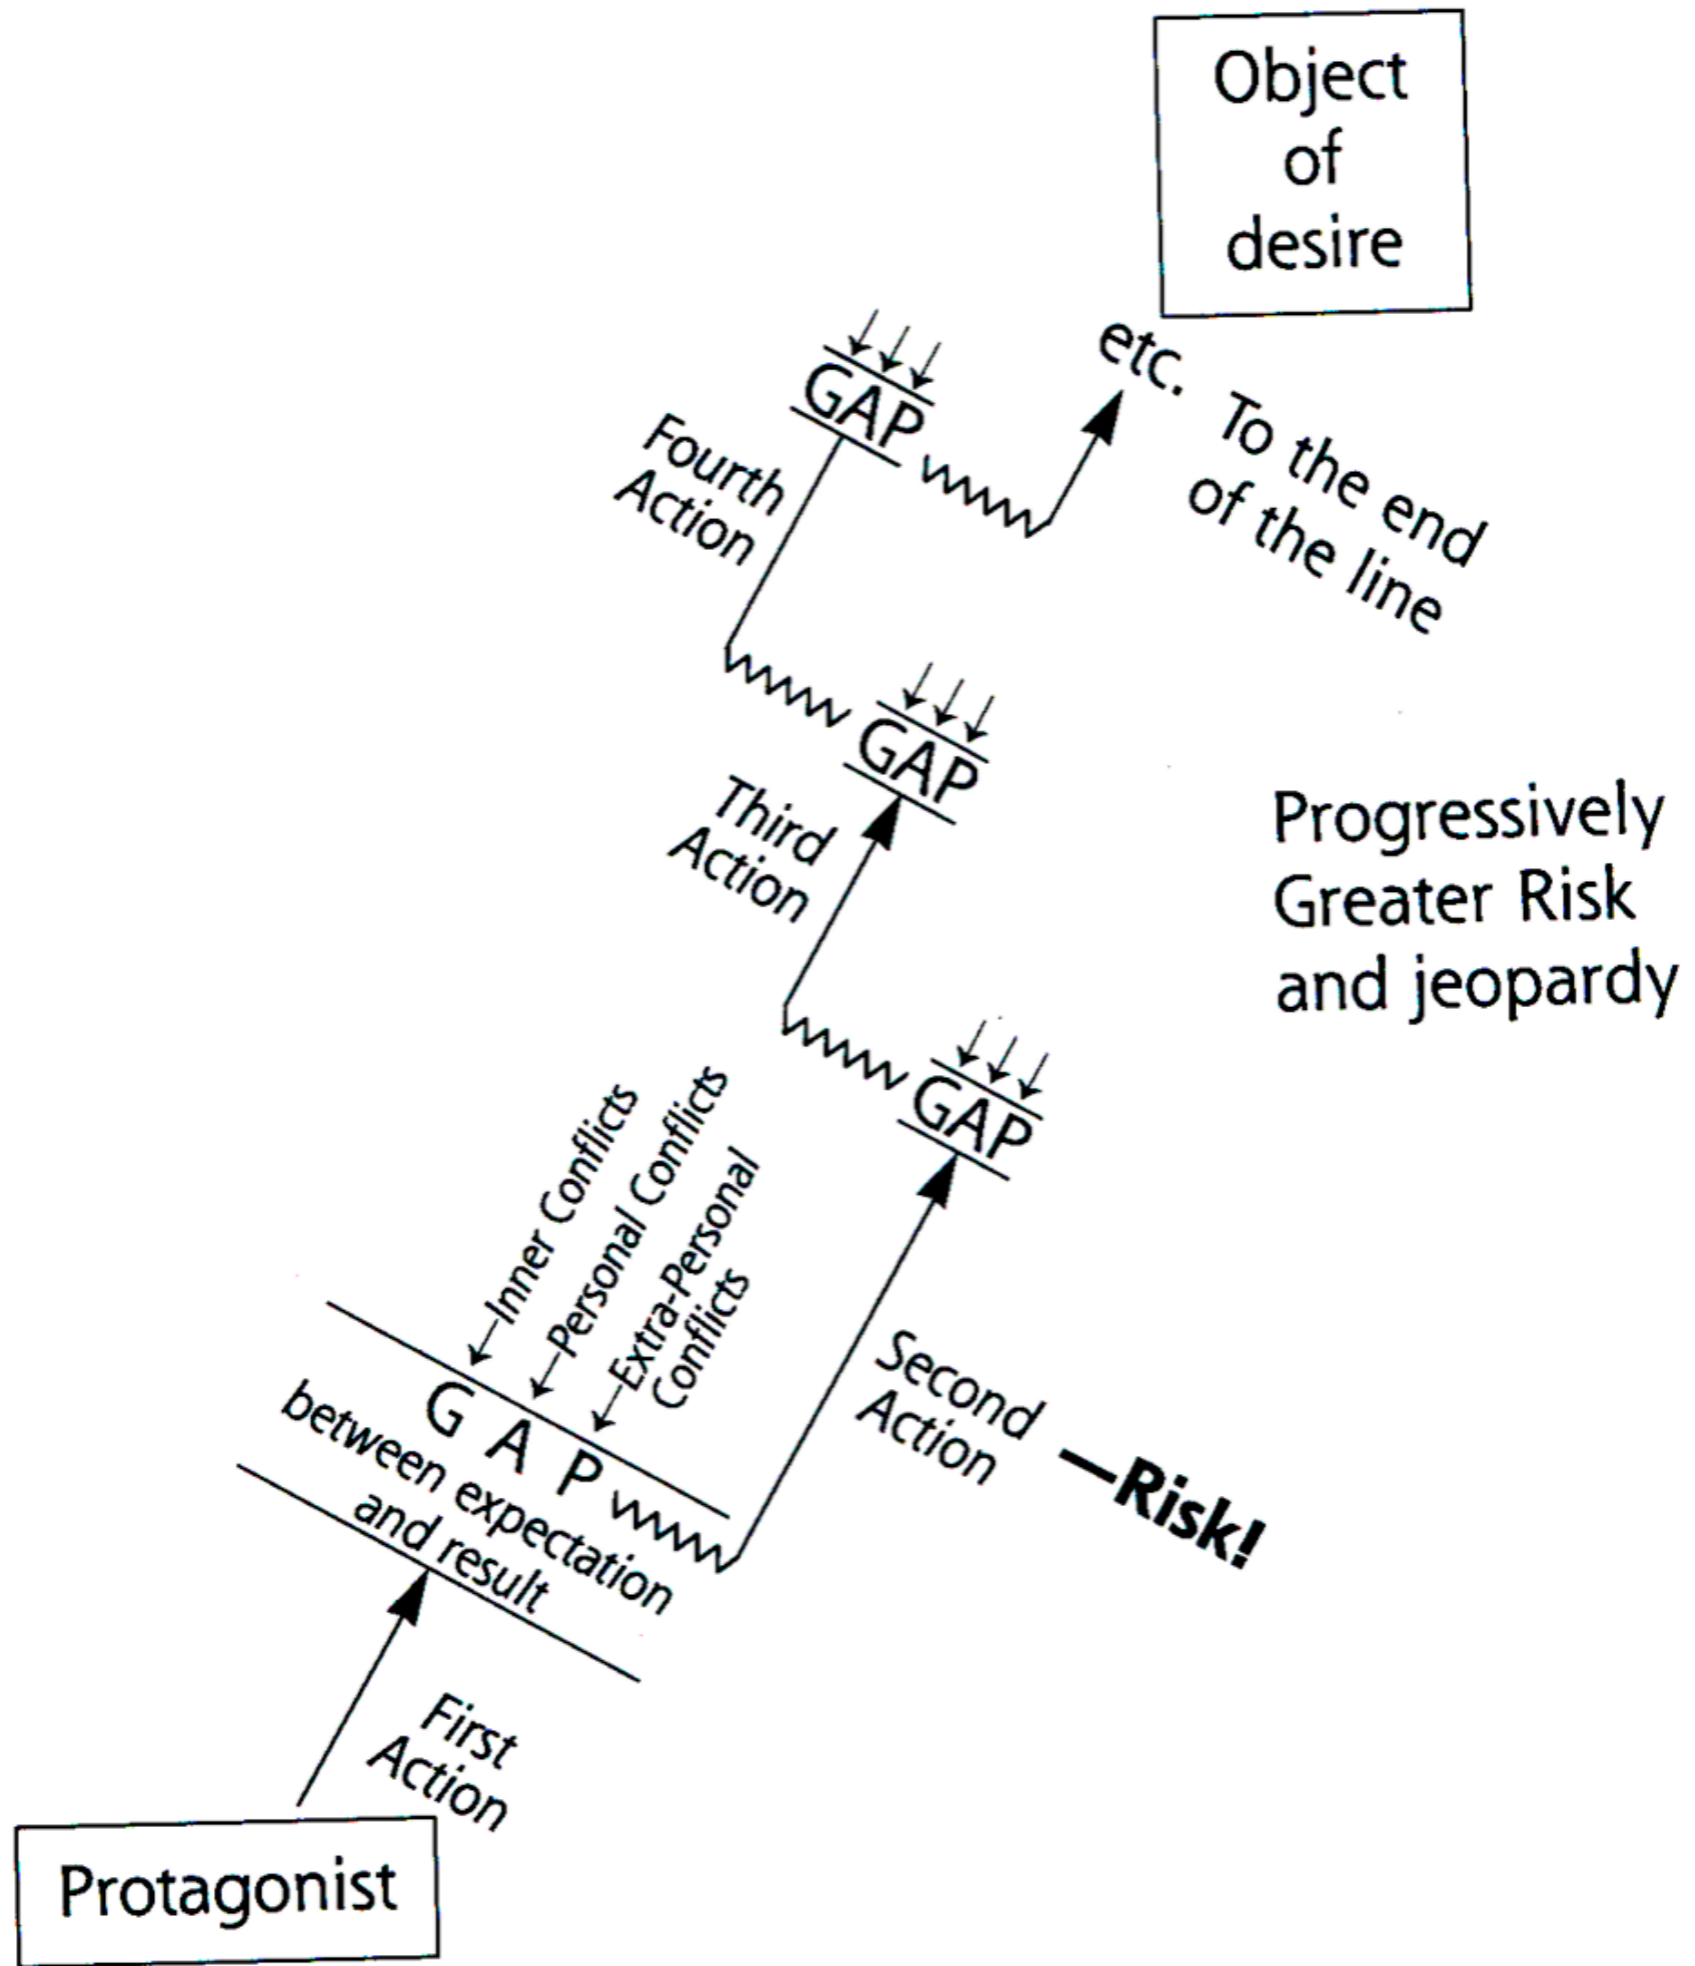 Object
of
desire
GAP
etc. To the end
of the line
Fourth
Action
GAP
Third
Action
Progressively
Greater Risk
and jeopardy
GAP
Inner Conflicts
Personal Conflicts
Extra-Personal
Conflicts
G A P
between expectation
and result
Second
Action —Risk!
First
Action
Protagonist